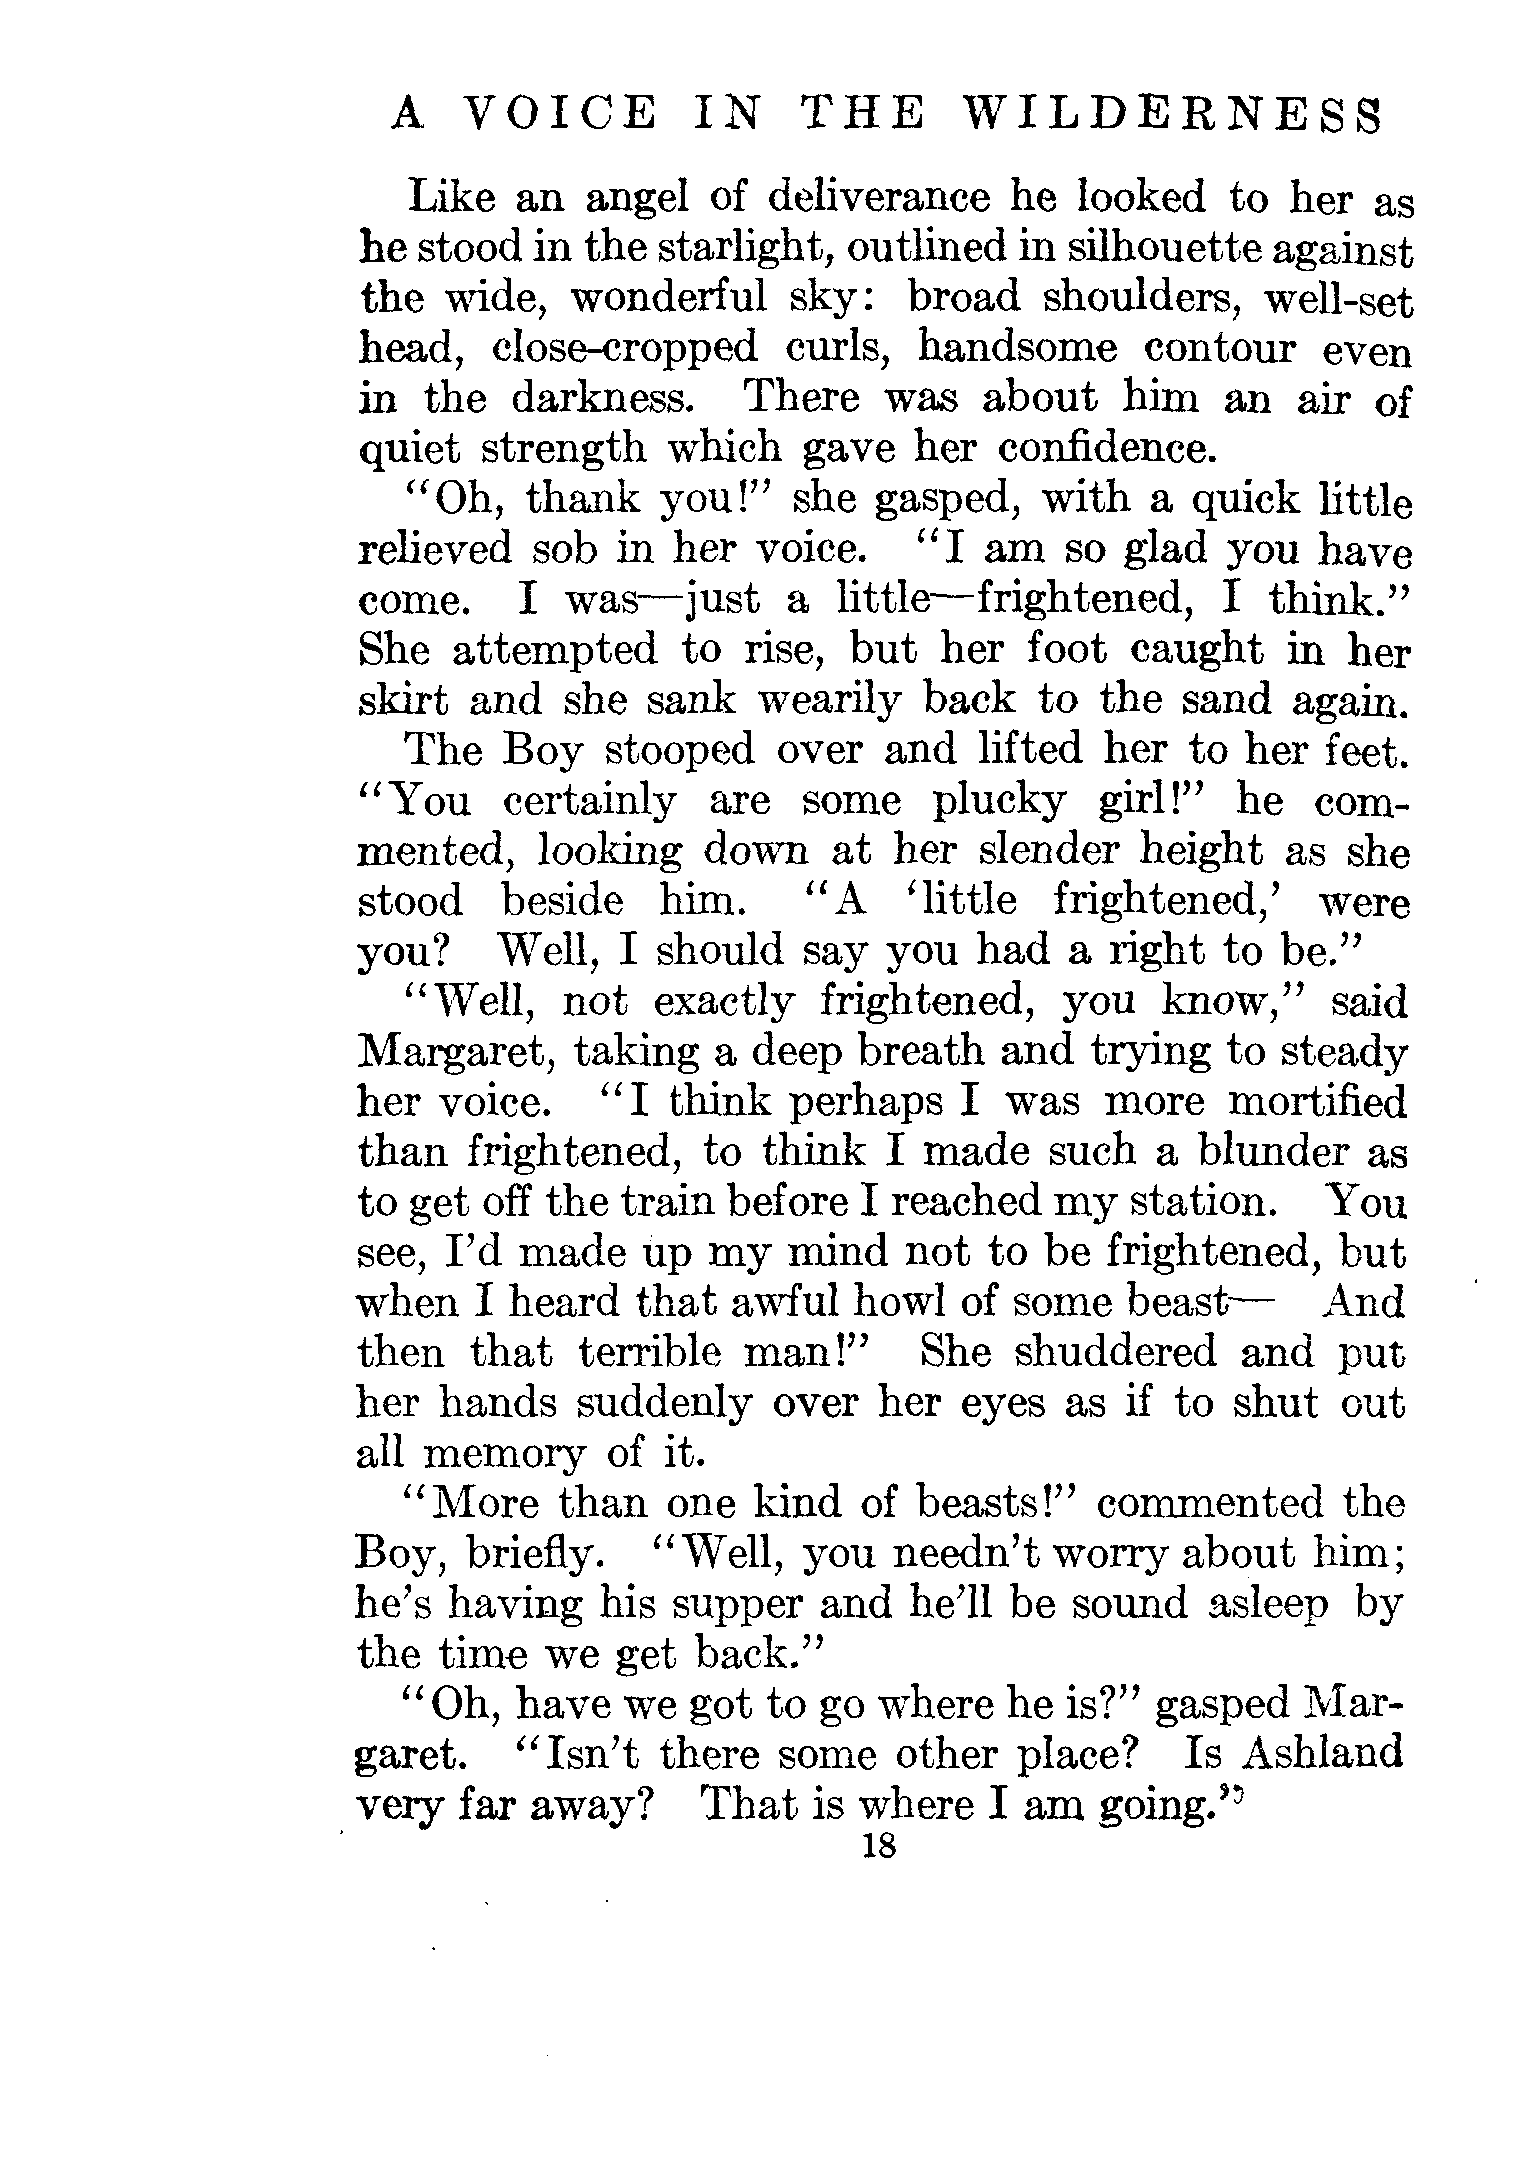 A VOICE IN THE WILDERNESS
Like an angel of deliverance he looked to her as
he stood in the starlight, outlined in silhouette against
the wide, wonderful sky: broad shoulders, well-set
head, close-cropped curls, handsome contour even
in the darkness. There was about him an air of
quiet strength which gave her confidence.
“Oh, thank you!” she gasped, with a quick little
relieved sob in her voice. “I am so glad you have
come. I was—just a little—frightened, I think.”
She attempted to rise, but her foot caught in her
skirt and she sank wearily back to the sand again.
The Boy stooped over and lifted her to her feet.
“You certainly are some plucky girl!” he com-
mented, looking down at her slender height as she
stood beside him. “A ‘little frightened,’ were
you? Well, I should say you had a right to be.”
“Well, not exactly frightened, you know,” said
Margaret, taking a deep breath and trying to steady
her voice. “I think perhaps I was more mortified
than frightened, to think I made such a blunder as
to get off the train before I reached my station. You
see, I’d made up my mind not to be frightened, but
when I heard that awful howl of some beast— And
then that terrible man!” She shuddered and put
her hands suddenly over her eyes as if to shut out
all memory of it.
“More than one kind of beasts!” commented the
Boy, briefly. “Well, you needn’t worry about him;
he’s having his supper and he’ll be sound asleep by
the time we get back.”
“Oh, have we got to go where he is?” gasped Mar-
garet. “Isn’t there some other place? Is Ashland
very far away? That is where I am going.”
18